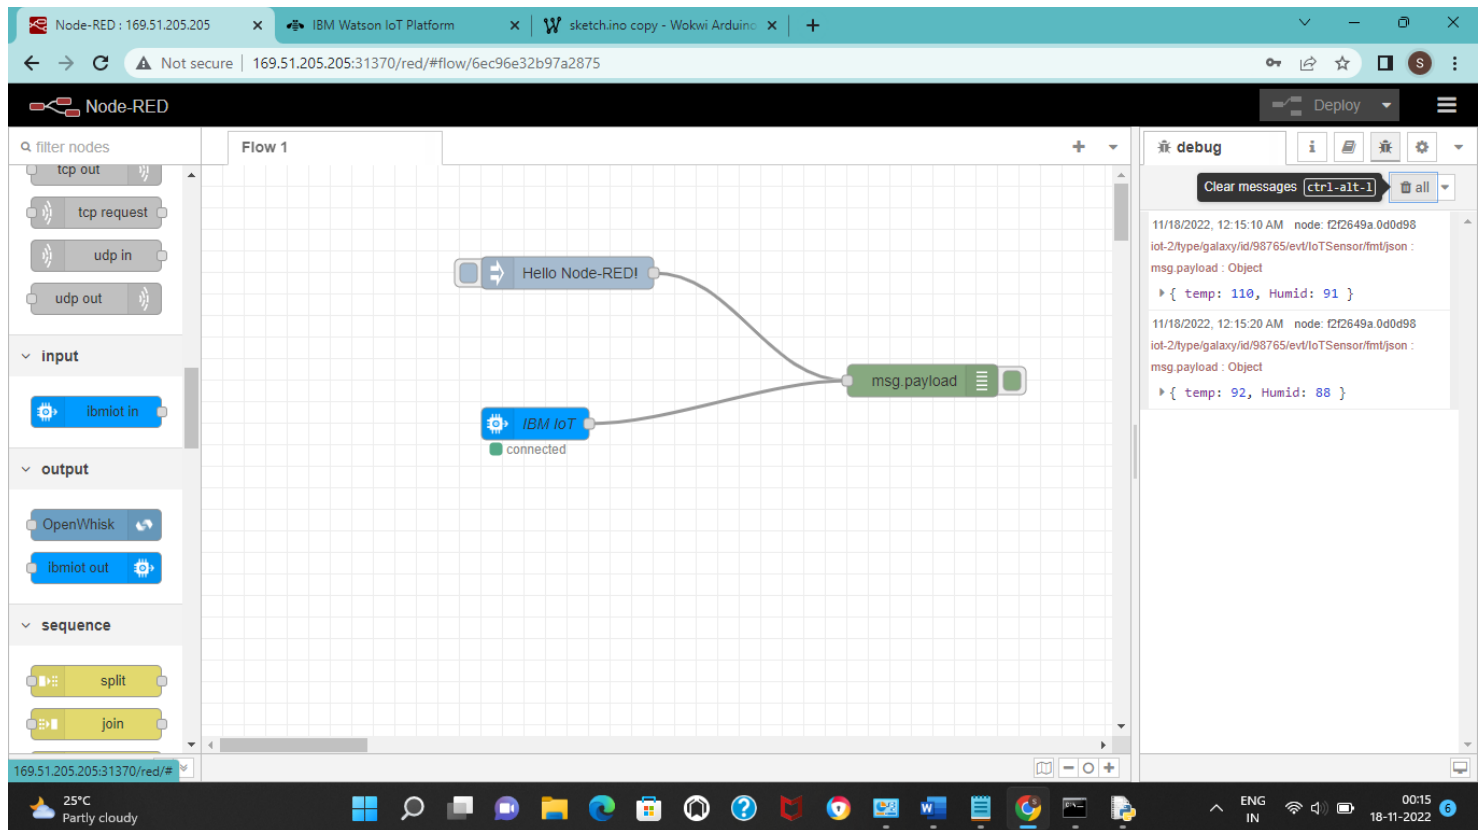 Node-RED : 169.51.205.205
IBM Watson IoT Platform
sketch.ino copy - Wokwi Arduino
Not secure | 169.51.205.205:31370/red/#flow/6ec96e32b97a2875
S
Node-RED
Deploy
filter nodes
Flow 1
debug
i
tcp out
Clear messages ctrl-alt-l
all
tcp request
udp in
udp out
input
ibmiot in
output
OpenWhisk
ibmiot out
sequence
split
join
Hello Node-RED!
msg.payload
IBM IoT
connected
11/18/2022, 12:15:10 AM node: f2f2649a.0d0d98
iot-2/type/galaxy/id/98765/evt/IoTSensor/fmt/json :
msg.payload : Object
{ temp: 110, Humid: 91 }
11/18/2022, 12:15:20 AM node: f2f2649a.0d0d98
iot-2/type/galaxy/id/98765/evt/IoTSensor/fmt/json :
msg.payload : Object
{ temp: 92, Humid: 88 }
169.51.205.205:31370/red/#
25°C
Partly cloudy
W
ENG
IN
00:15
18-11-2022
6